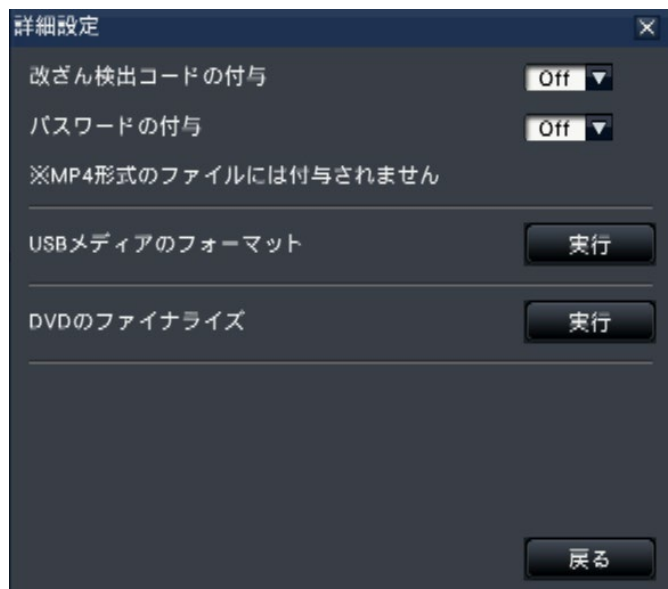 詳細設定
改ざん検出コードの付与 Off
パスワードの付与 Off
※MP4形式のファイルには付与されません
USBメディアのフォーマット 実行
DVDのファイナライズ 実行
戻る